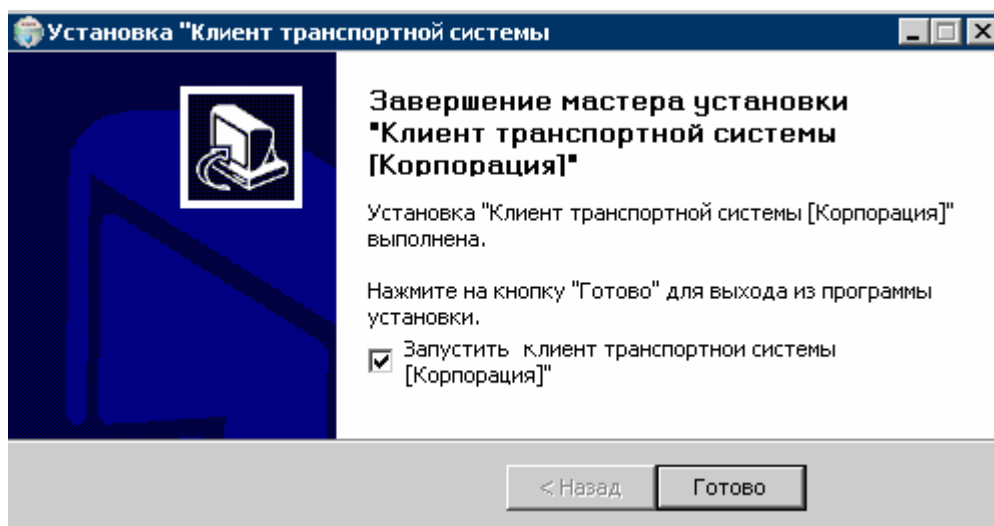 Установка "Клиент транспортной системы
Завершение мастера установки
"Клиент транспортной системы
[Корпорация]"
Установка "Клиент транспортной системы [Корпорация]"
выполнена.
Нажмите на кнопку "Готово" для выхода из программы
установки.
Запустить клиент транспортной системы
[Корпорация]"
< Назад
Готово